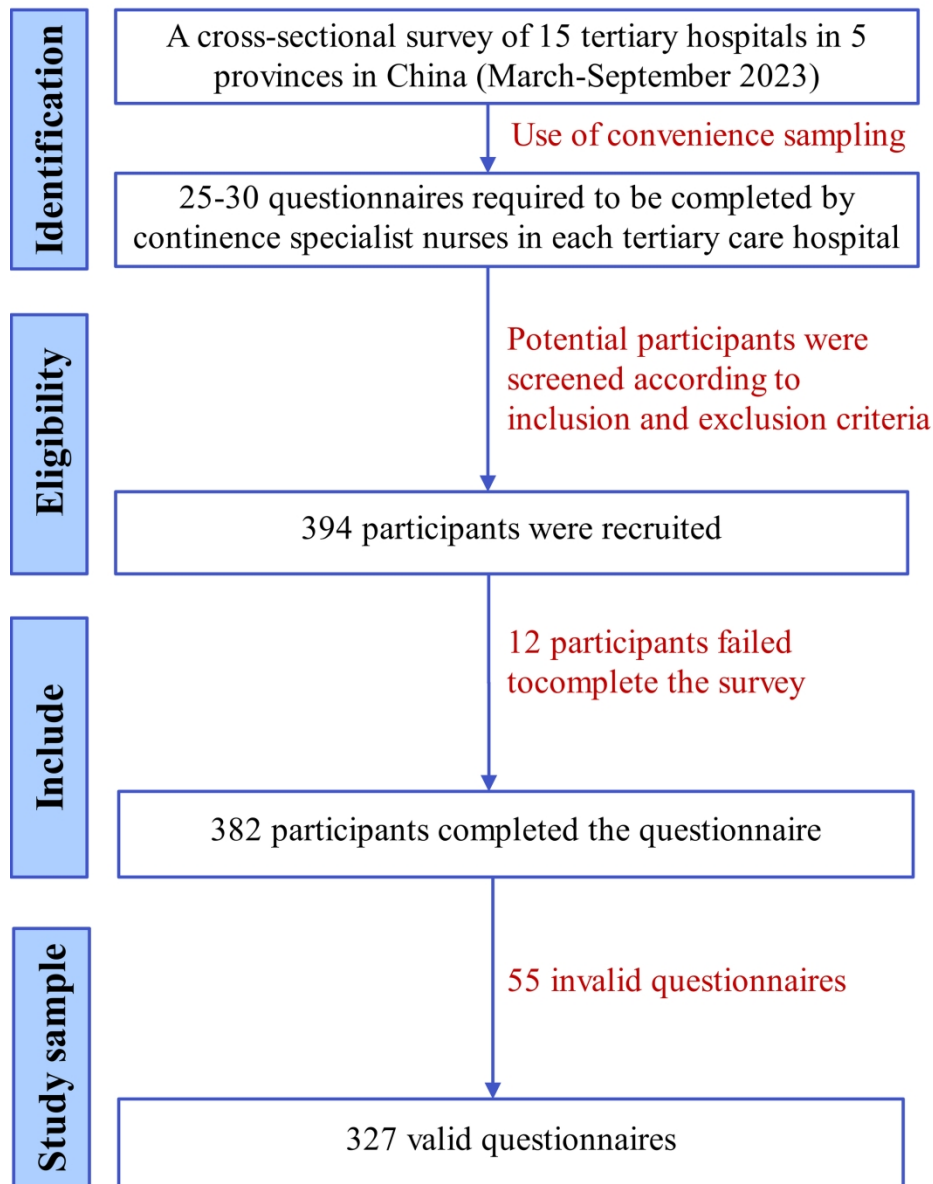 Identification
A cross-sectional survey of 15 tertiary hospitals in 5
provinces in China (March-September 2023)
Use of convenience sampling
25-30 questionnaires required to be completed by
continence specialist nurses in each tertiary care hospital
Eligibility
Potential participants were
screened according to
inclusion and exclusion criteria
394 participants were recruited
Include
12 participants failed
tocomplete the survey
382 participants completed the questionnaire
Study sample
55 invalid questionnaires
327 valid questionnaires